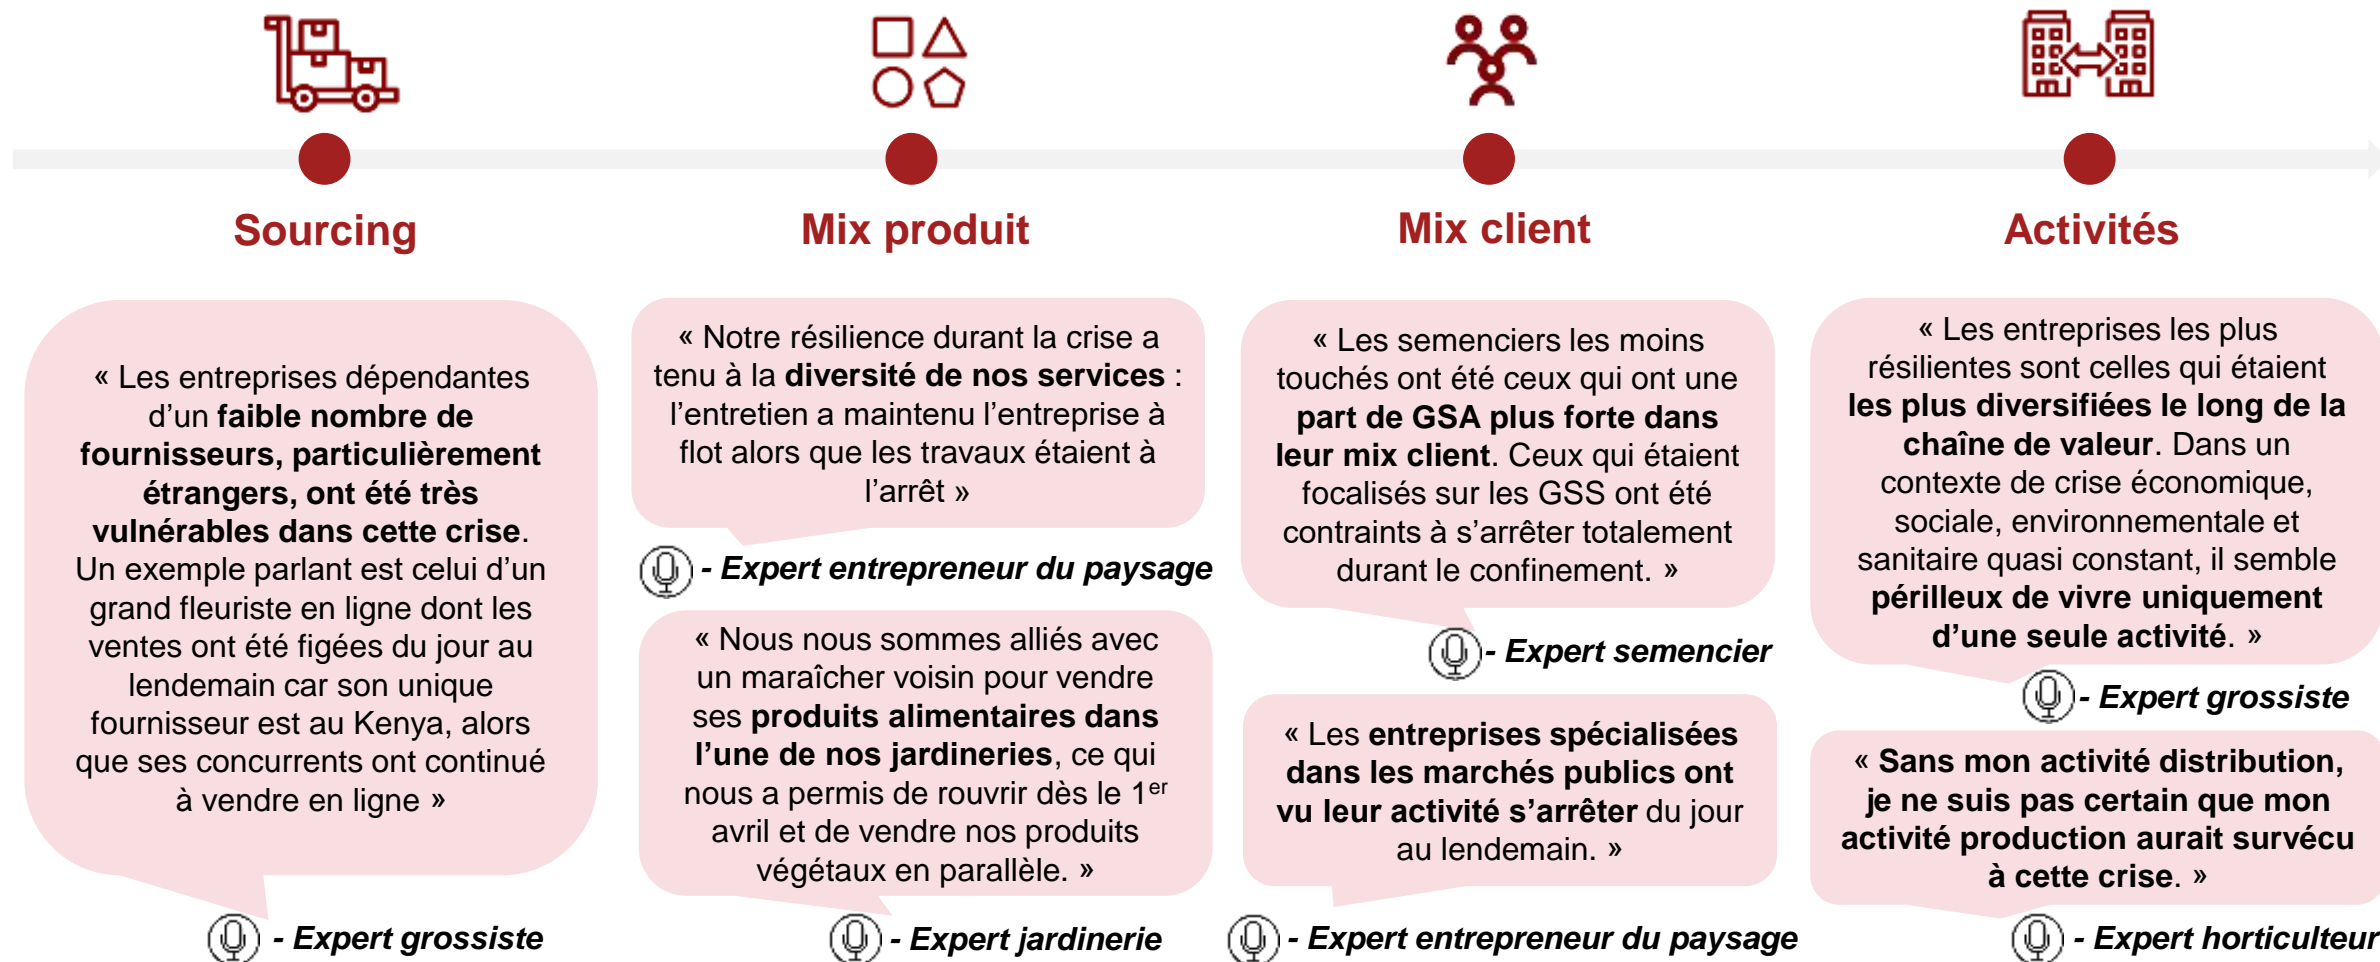 Sourcing
« Les entreprises dépendantes
d’un faible nombre de
fournisseurs, particulièrement
étrangers, ont été très
vulnérables dans cette crise.
Un exemple parlant est celui d’un
grand fleuriste en ligne dont les
ventes ont été figées du jour au
lendemain car son unique
fournisseur est au Kenya, alors
que ses concurrents ont continué
à vendre en ligne »
- Expert grossiste
Mix produit
« Notre résilience durant la crise a
tenu à la diversité de nos services :
l’entretien a maintenu l’entreprise à
flot alors que les travaux étaient à
l’arrêt »
- Expert entrepreneur du paysage
« Nous nous sommes alliés avec
un maraîcher voisin pour vendre
ses produits alimentaires dans
l’une de nos jardineries, ce qui
nous a permis de rouvrir dès le 1er
avril et de vendre nos produits
végétaux en parallèle. »
- Expert jardinerie
Mix client
« Les semenciers les moins
touchés ont été ceux qui ont une
part de GSA plus forte dans
leur mix client. Ceux qui étaient
focalisés sur les GSS ont été
contraints à s’arrêter totalement
durant le confinement. »
- Expert semencier
« Les entreprises spécialisées
dans les marchés publics ont
vu leur activité s’arrêter du jour
au lendemain. »
- Expert entrepreneur du paysage
Activités
« Les entreprises les plus
résilientes sont celles qui étaient
les plus diversifiées le long de la
chaîne de valeur. Dans un
contexte de crise économique,
sociale, environnementale et
sanitaire quasi constant, il semble
périlleux de vivre uniquement
d’une seule activité. »
- Expert grossiste
« Sans mon activité distribution,
je ne suis pas certain que mon
activité production aurait survécu
à cette crise. »
- Expert horticulteur